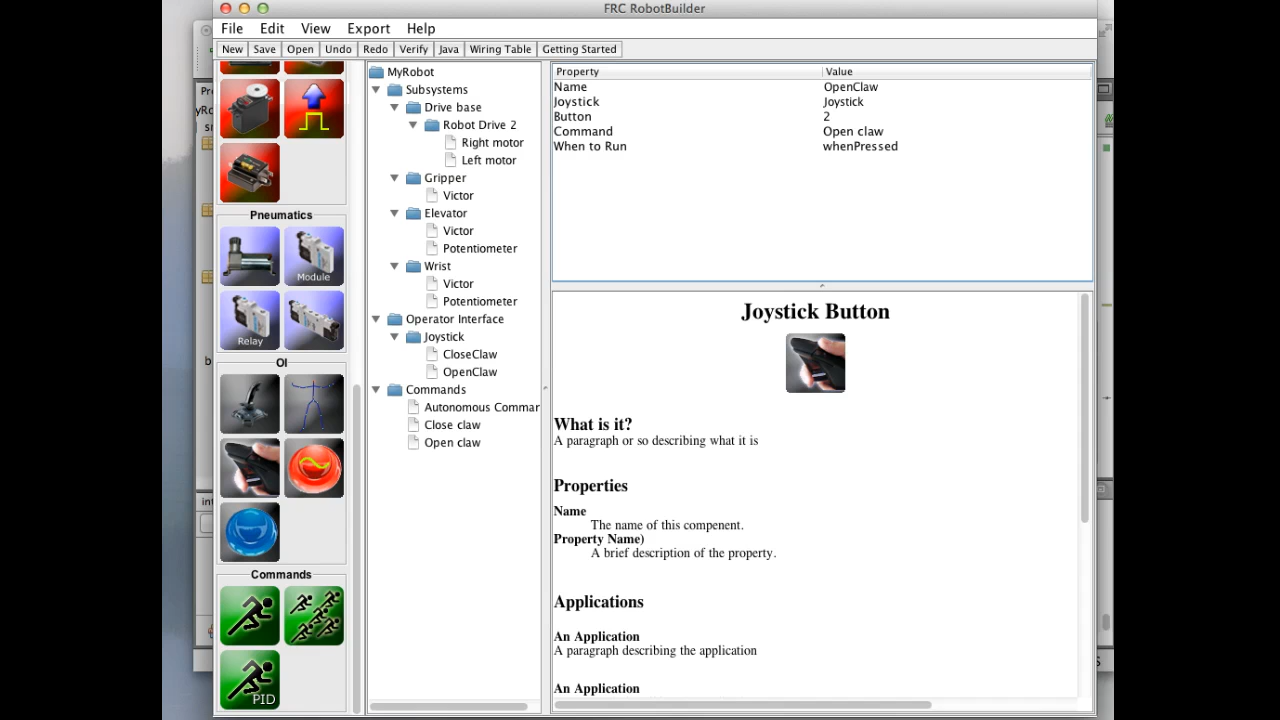 FRC RobotBuilder
File Edit View Export Help
New Save Open Undo Redo Verify Java Wiring Table Getting Started
Pneumatics
Module
Relay
OI
Commands
PID
MyRobot
Subsystems
Drive base
Robot Drive 2
Right motor
Left motor
Gripper
Victor
Elevator
Victor
Potentiometer
Wrist
Victor
Potentiometer
Operator Interface
Joystick
CloseClaw
OpenClaw
Commands
Autonomous Commar
Close claw
Open claw
Property Value
Name OpenClaw
Joystick Joystick
Button 2
Command Open claw
When to Run whenPressed
Joystick Button
What is it?
A paragraph or so describing what it is
Properties
Name
The name of this compenent.
Property Name)
A brief description of the property.
Applications
An Application
A paragraph describing the application
An Application